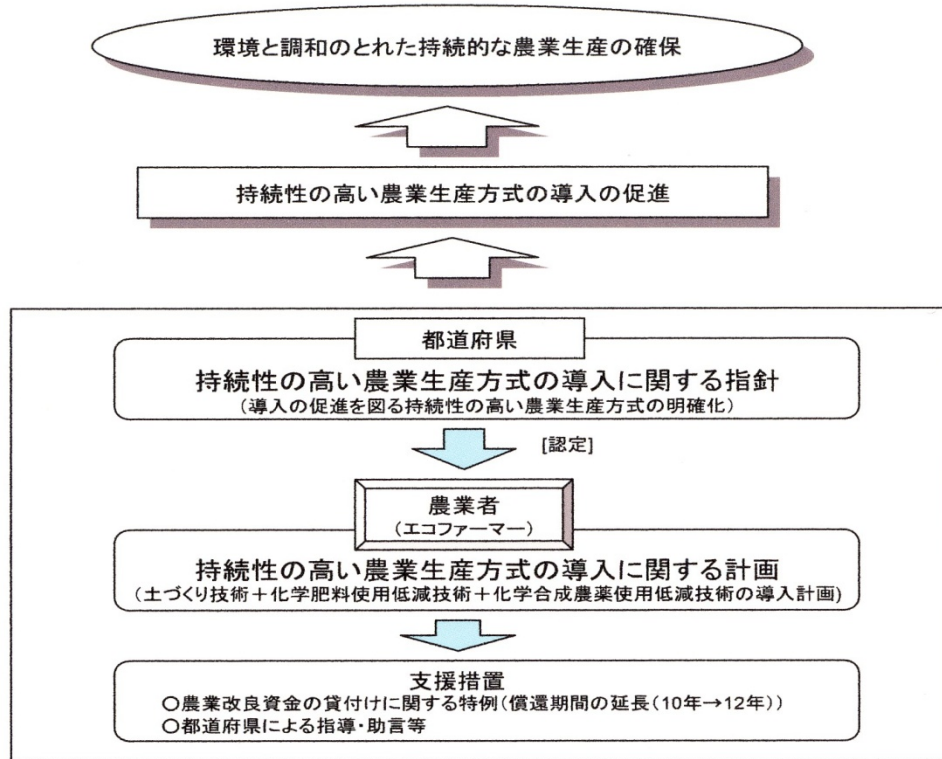 環境と調和のとれた持続的な農業生産の確保
持続性の高い農業生産方式の導入の促進
都道府県
持続性の高い農業生産方式の導入に関する指針
(導入の促進を図る持続性の高い農業生産方式の明確化)
[認定]
農業者
(エコファーマー)
持続性の高い農業生産方式の導入に関する計画
(土づくり技術+化学肥料使用低減技術+化学合成農薬使用低減技術の導入計画)
支援措置
○農業改良資金の貸付けに関する特例(償還期間の延長(10年→12年))
○都道府県による指導・助言等